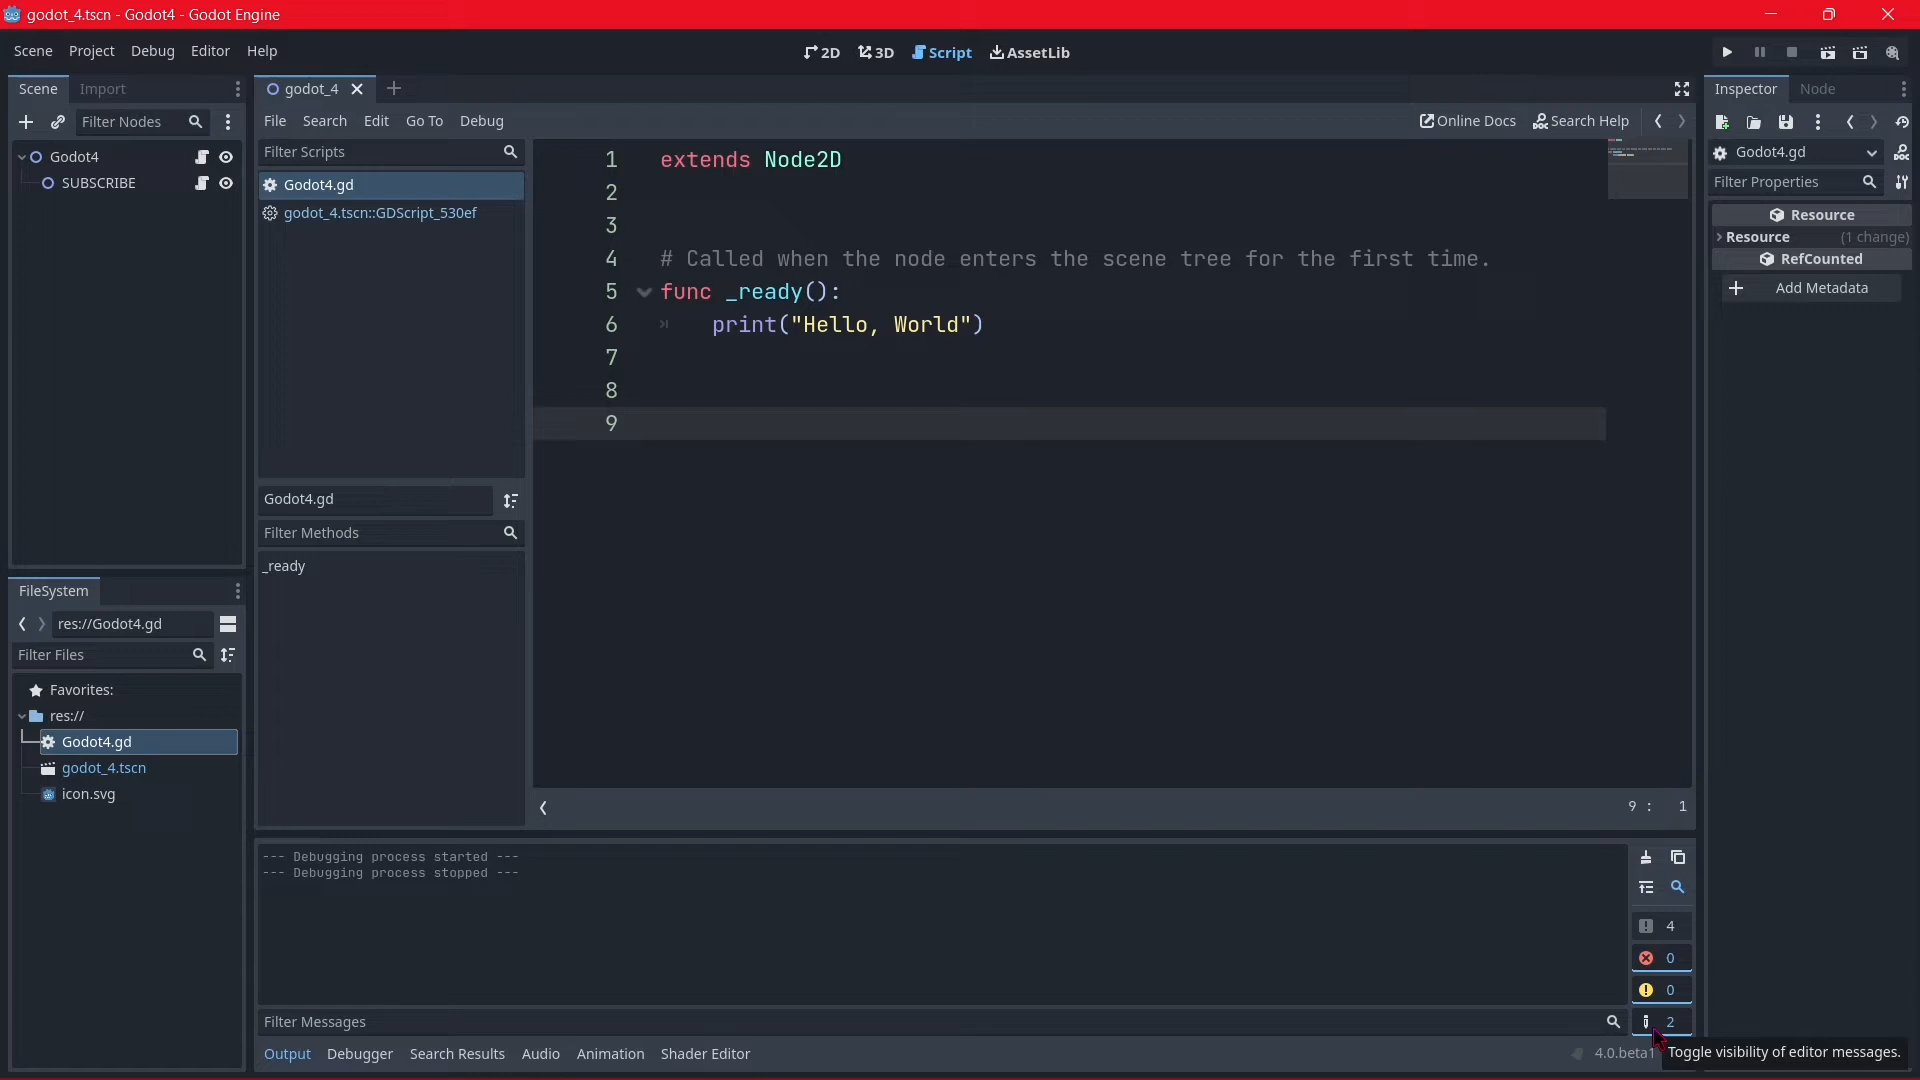 godot_4.tscn - Godot4 - Godot Engine
Scene Project Debug Editor Help
2D 3D Script AssetLib
Scene Import
godot_4
Inspector Node
Filter Nodes
File Search Edit Go To Debug
Online Docs Search Help
Godot4
SUBSCRIBE
Filter Scripts
Godot4.gd
godot_4.tscn::GDScript_530ef
Godot4.gd
Filter Methods
_ready
1 extends Node2D
2
3
4 # Called when the node enters the scene tree for the first time.
5 func _ready():
6 print("Hello, World")
7
8
9
9 : 1
Godot4.gd
Filter Properties
Resource
Resource (1 change)
RefCounted
Add Metadata
FileSystem
res://Godot4.gd
Filter Files
Favorites:
res://
Godot4.gd
godot_4.tscn
icon.svg
--- Debugging process started ---
--- Debugging process stopped ---
4
0
0
2
Filter Messages
Output Debugger Search Results Audio Animation Shader Editor
4.0.beta1
Toggle visibility of editor messages.